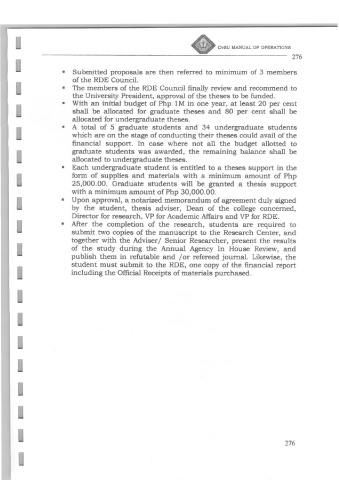 CvSU MANUAL OF OPERATIONS
276
• Submitted proposals are then referred to minimum of 3 members
of the RDE Council.
• The members of the RDE Council finally review and recommend to
the University President, approval of the theses to be funded.
• With an initial budget of Php 1M in one year, at least 20 per cent
shall be allocated for graduate theses and 80 per cent shall be
allocated for undergraduate theses.
• A total of 5 graduate students and 34 undergraduate students
which are on the stage of conducting their theses could avail of the
financial support. In case where not all the budget allotted to
graduate students was awarded, the remaining balance shall be
allocated to undergraduate theses.
• Each undergraduate student is entitled to a theses support in the
form of supplies and materials with a minimum amount of Php
25,000.00. Graduate students will be granted a thesis support
with a minimum amount of Php 30,000.00.
• Upon approval, a notarized memorandum of agreement duly signed
by the student, thesis adviser, Dean of the college concerned,
Director for research, VP for Academic Affairs and VP for RDE.
• After the completion of the research, students are required to
submit two copies of the manuscript to the Research Center, and
together with the Adviser/ Senior Researcher, present the results
of the study during the Annual Agency In House Review, and
publish them in refutable and /or refereed journal. Likewise, the
student must submit to the RDE, one copy of the financial report
including the Official Receipts of materials purchased.
276